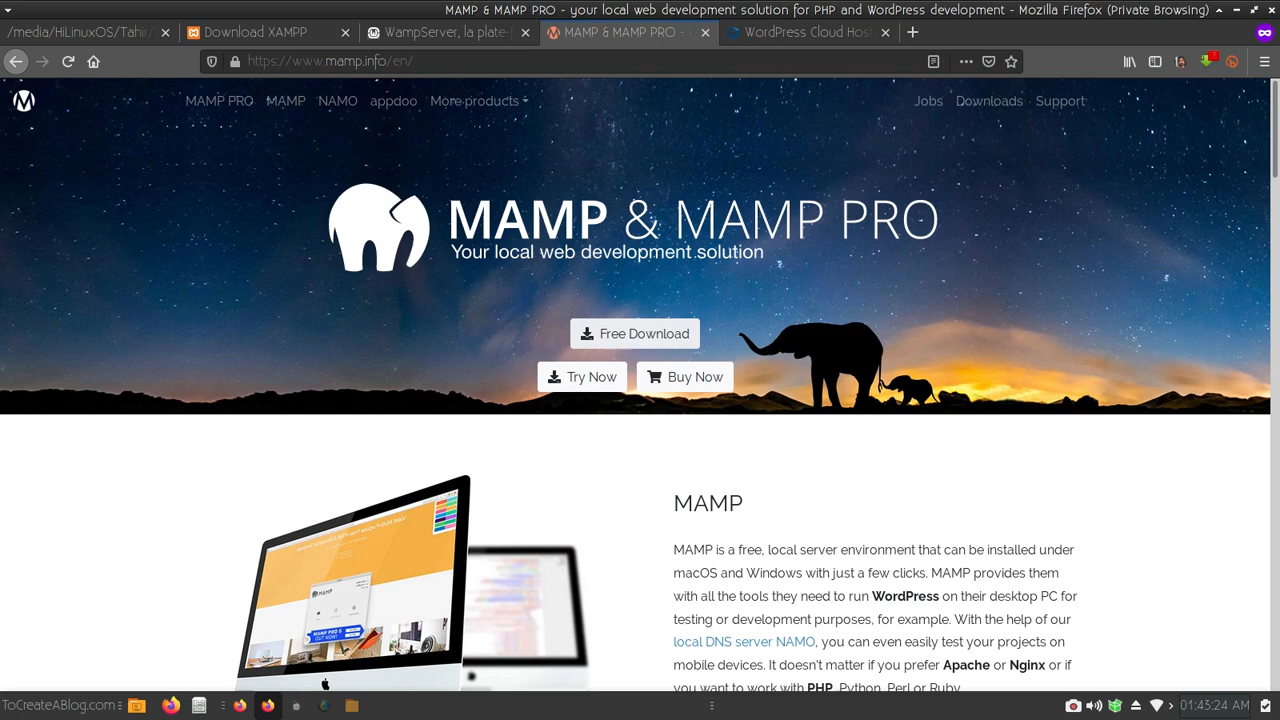 MAMP & MAMP PRO - your local web development solution for PHP and WordPress development - Mozilla Firefox (Private Browsing)
/media/HiLinuxOS/Tahir
Download XAMPP
WampServer, la plate-
MAMP & MAMP PRO - 
WordPress Cloud Host
https://www.mamp.info/en/
MAMP PRO MAMP NAMO appdoo More products
Jobs Downloads Support
MAMP & MAMP PRO
Your local web development solution
Free Download
Try Now Buy Now
MAMP
MAMP is a free, local server environment that can be installed under
macOS and Windows with just a few clicks. MAMP provides them
with all the tools they need to run WordPress on their desktop PC for
testing or development purposes, for example. With the help of our
local DNS server NAMO, you can even easily test your projects on
mobile devices. It doesn't matter if you prefer Apache or Nginx or if
you want to work with PHP, Python, Perl or Ruby.
MAMP
MAMP PRO 5
OUT NOW!
ToCreateABlog.com
01:43:24 AM